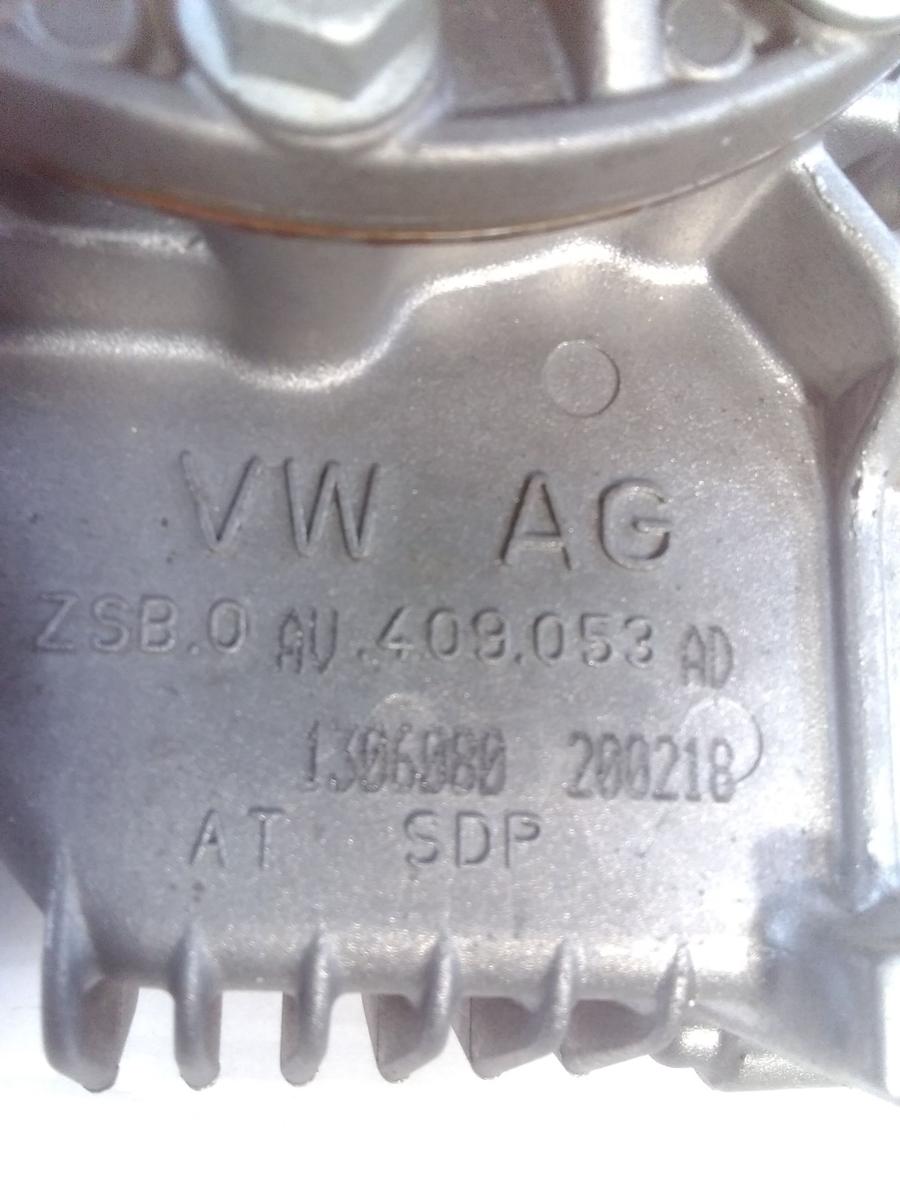 VW AG
ZSB.0 AV .409.053 AD
1306080 200218
AT SDP